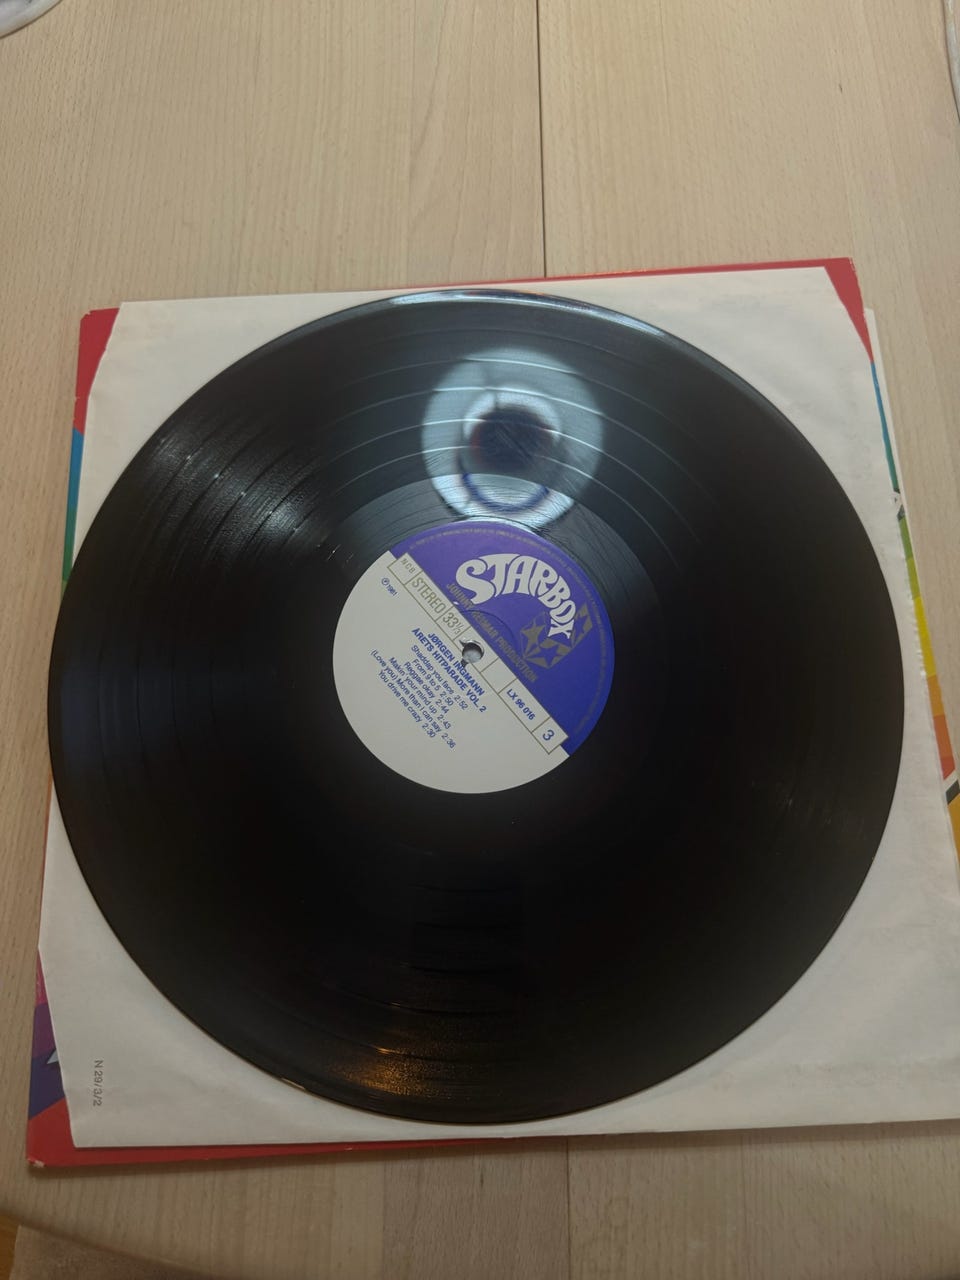 STARBOX
JOHNNY REIMAR PRODUCTION
NCB
STEREO
33⅓
LX 96 016
3
Ⓟ 1981
JØRGEN INGMANN
ÅRETS HITPARADE VOL. 2
Shaddap you face 2:52
From 9 to 5 2:50
Reggae okay 2:44
Makin' your mind up 2:43
(Love you) More than I can say 2:36
You drive me crazy 2:30
N 29/3/2